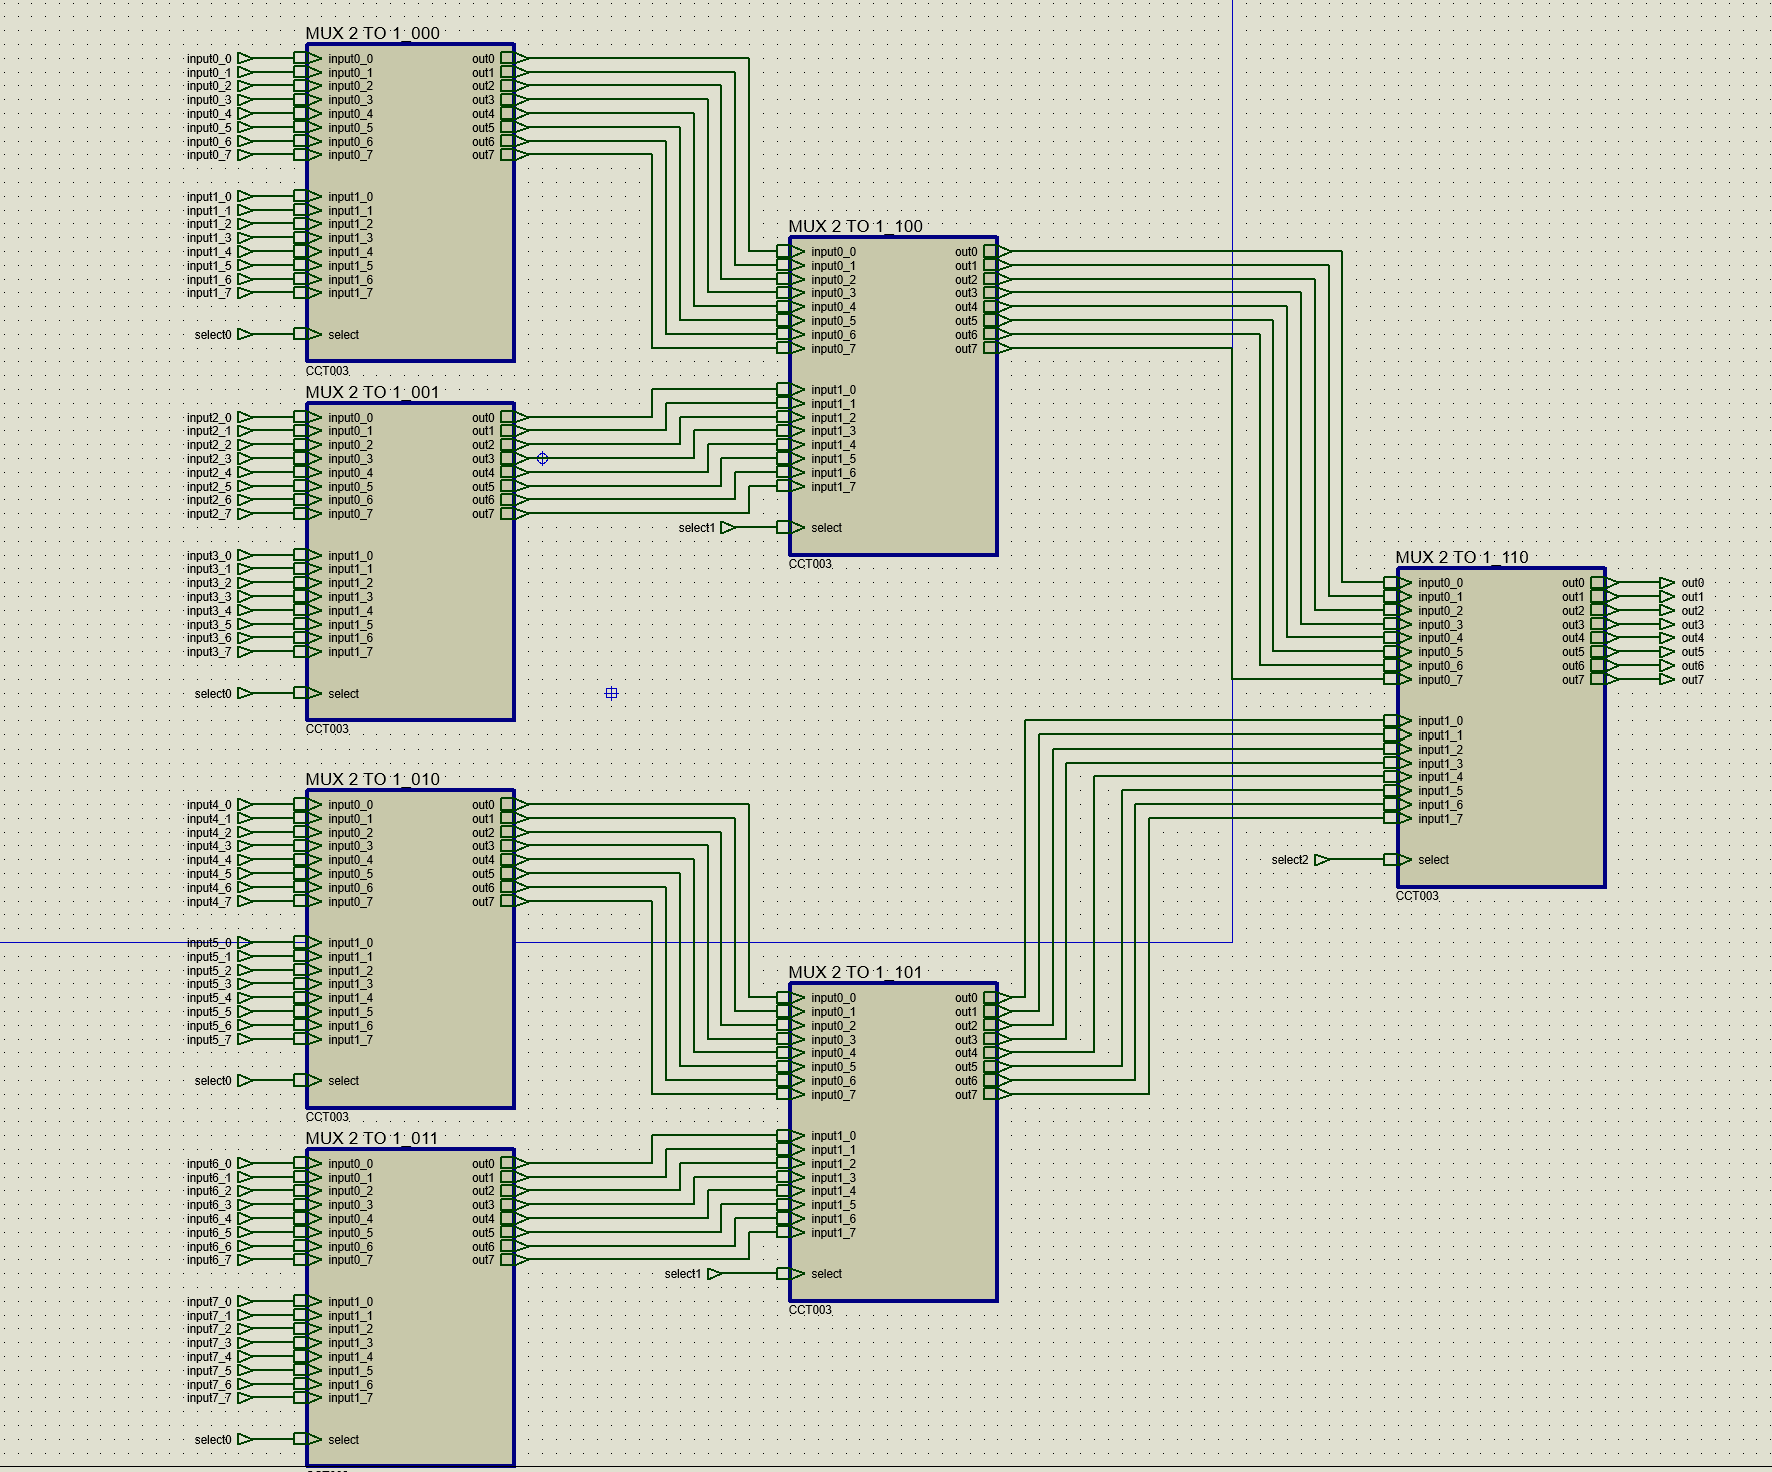 MUX 2 TO 1_000
input0_0 input0_0 out0
input0_1 input0_1 out1
input0_2 input0_2 out2
input0_3 input0_3 out3
input0_4 input0_4 out4
input0_5 input0_5 out5
input0_6 input0_6 out6
input0_7 input0_7 out7
input1_0 input1_0
input1_1 input1_1
input1_2 input1_2
input1_3 input1_3
input1_4 input1_4
input1_5 input1_5
input1_6 input1_6
input1_7 input1_7
select0 select
CCT003
MUX 2 TO 1_001
input2_0 input0_0 out0
input2_1 input0_1 out1
input2_2 input0_2 out2
input2_3 input0_3 out3
input2_4 input0_4 out4
input2_5 input0_5 out5
input2_6 input0_6 out6
input2_7 input0_7 out7
input3_0 input1_0
input3_1 input1_1
input3_2 input1_2
input3_3 input1_3
input3_4 input1_4
input3_5 input1_5
input3_6 input1_6
input3_7 input1_7
select0 select
CCT003
MUX 2 TO 1_010
input4_0 input0_0 out0
input4_1 input0_1 out1
input4_2 input0_2 out2
input4_3 input0_3 out3
input4_4 input0_4 out4
input4_5 input0_5 out5
input4_6 input0_6 out6
input4_7 input0_7 out7
input5_0 input1_0
input5_1 input1_1
input5_2 input1_2
input5_3 input1_3
input5_4 input1_4
input5_5 input1_5
input5_6 input1_6
input5_7 input1_7
select0 select
CCT003
MUX 2 TO 1_011
input6_0 input0_0 out0
input6_1 input0_1 out1
input6_2 input0_2 out2
input6_3 input0_3 out3
input6_4 input0_4 out4
input6_5 input0_5 out5
input6_6 input0_6 out6
input6_7 input0_7 out7
input7_0 input1_0
input7_1 input1_1
input7_2 input1_2
input7_3 input1_3
input7_4 input1_4
input7_5 input1_5
input7_6 input1_6
input7_7 input1_7
select0 select
MUX 2 TO 1_100
input0_0 out0
input0_1 out1
input0_2 out2
input0_3 out3
input0_4 out4
input0_5 out5
input0_6 out6
input0_7 out7
input1_0
input1_1
input1_2
input1_3
input1_4
input1_5
input1_6
input1_7
select1 select
CCT003
MUX 2 TO 1_101
input0_0 out0
input0_1 out1
input0_2 out2
input0_3 out3
input0_4 out4
input0_5 out5
input0_6 out6
input0_7 out7
input1_0
input1_1
input1_2
input1_3
input1_4
input1_5
input1_6
input1_7
select1 select
CCT003
MUX 2 TO 1_110
input0_0 out0 out0
input0_1 out1 out1
input0_2 out2 out2
input0_3 out3 out3
input0_4 out4 out4
input0_5 out5 out5
input0_6 out6 out6
input0_7 out7 out7
input1_0
input1_1
input1_2
input1_3
input1_4
input1_5
input1_6
input1_7
select2 select
CCT003